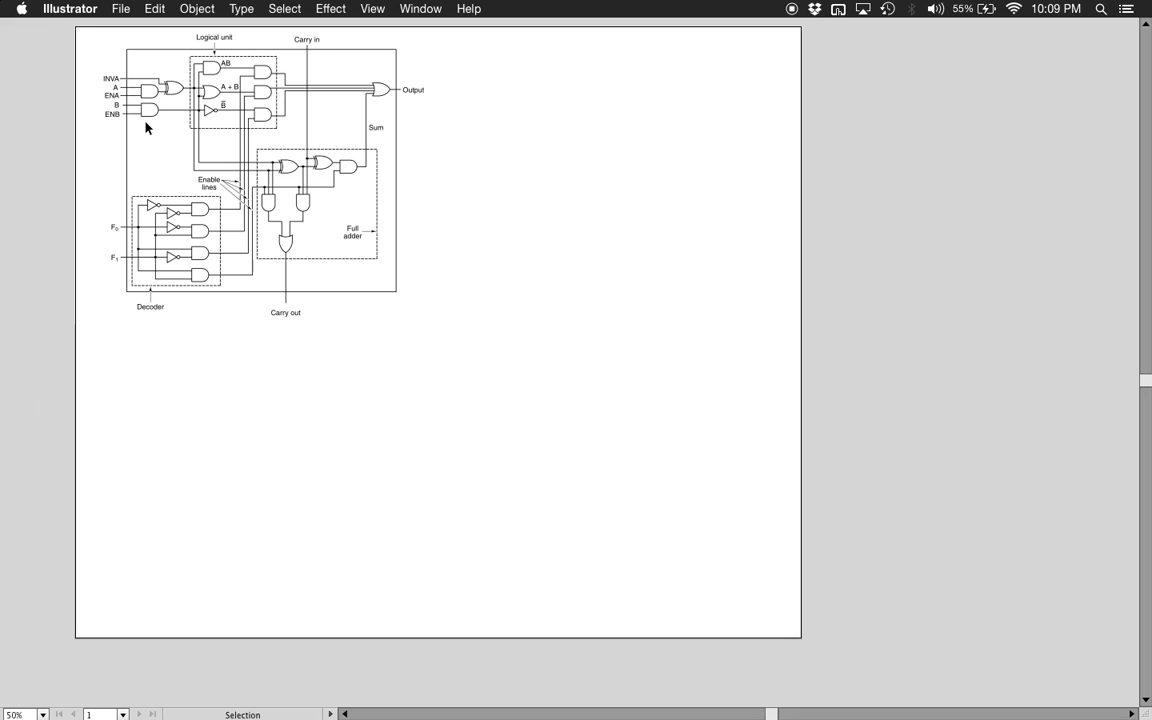 Illustrator File Edit Object Type Select Effect View Window Help 55% 10:09 PM
Logical unit
Carry in
INVA
A
ENA
B
ENB
AB
A + B
B̅
Output
Sum
Enable
lines
F₀
F₁
Full
adder
Decoder
Carry out
50% 1 Selection